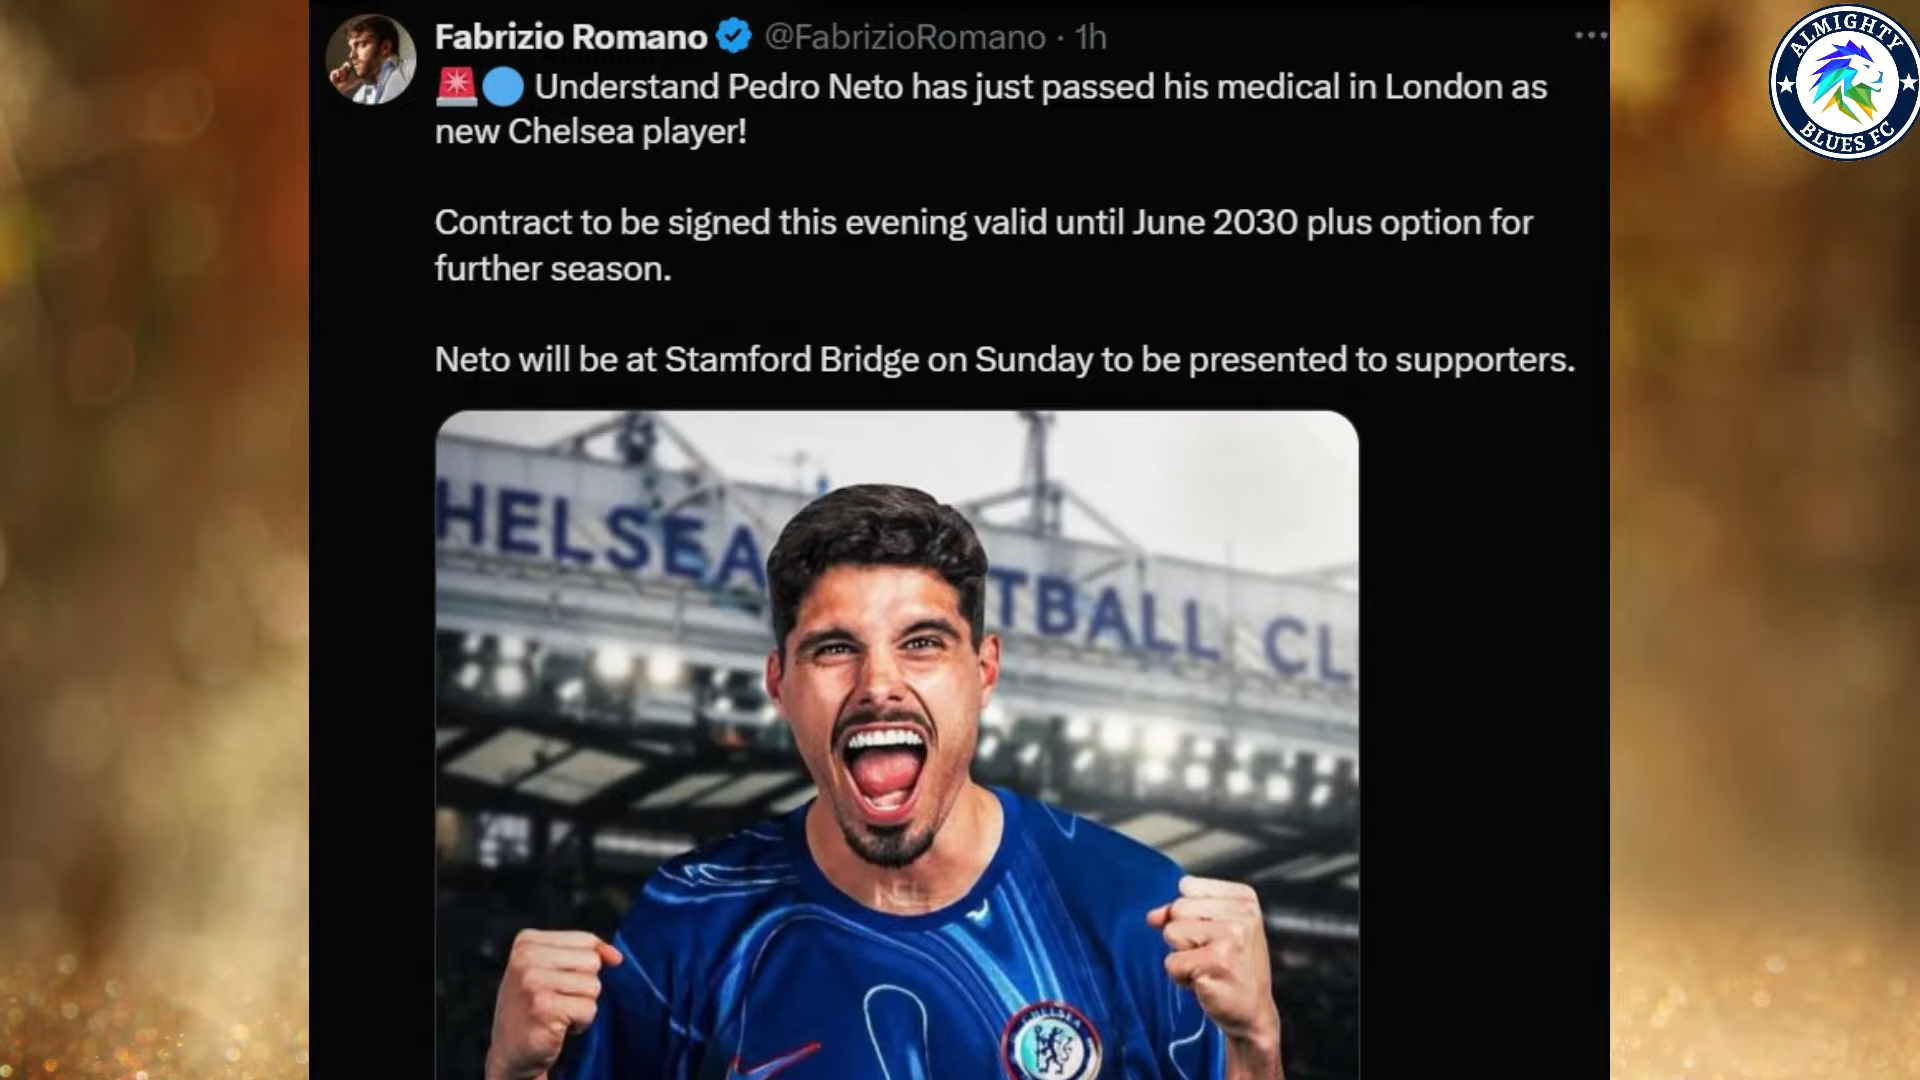 Fabrizio Romano @FabrizioRomano · 1h
🚨🔵 Understand Pedro Neto has just passed his medical in London as
new Chelsea player!
Contract to be signed this evening valid until June 2030 plus option for
further season.
Neto will be at Stamford Bridge on Sunday to be presented to supporters.
HELSEA TBALL CL
CHELSEA
ALMIGHTY
BLUES FC